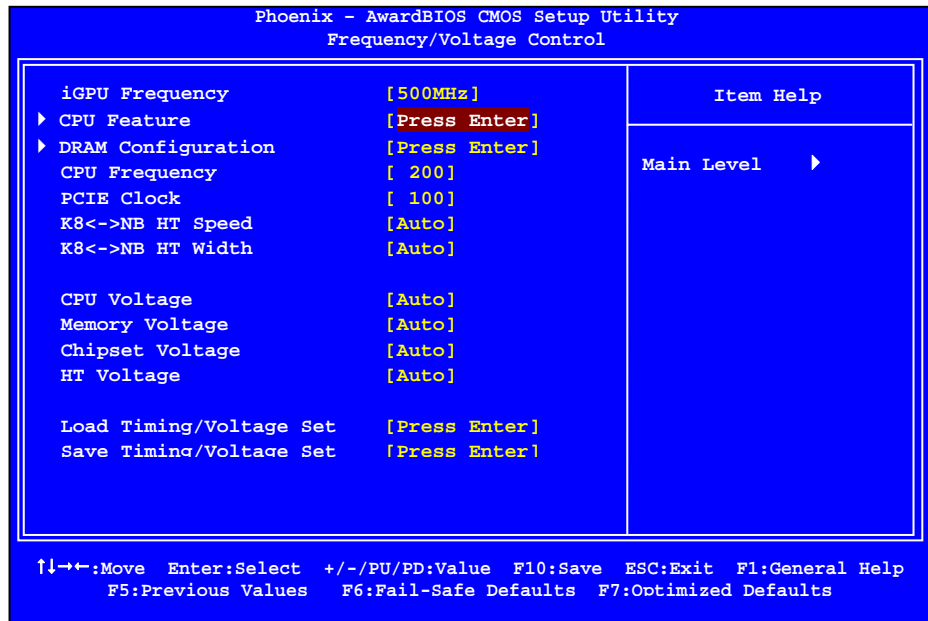 Phoenix – AwardBIOS CMOS Setup Utility
Frequency/Voltage Control
iGPU Frequency [500MHz]
CPU Feature [Press Enter]
DRAM Configuration [Press Enter]
CPU Frequency [ 200]
PCIE Clock [ 100]
K8<->NB HT Speed [Auto]
K8<->NB HT Width [Auto]
CPU Voltage [Auto]
Memory Voltage [Auto]
Chipset Voltage [Auto]
HT Voltage [Auto]
Load Timing/Voltage Set [Press Enter]
Save Timing/Voltage Set [Press Enter]
Item Help
Main Level
↑↓→←:Move Enter:Select +/-/PU/PD:Value F10:Save ESC:Exit F1:General Help
F5:Previous Values F6:Fail-Safe Defaults F7:Optimized Defaults